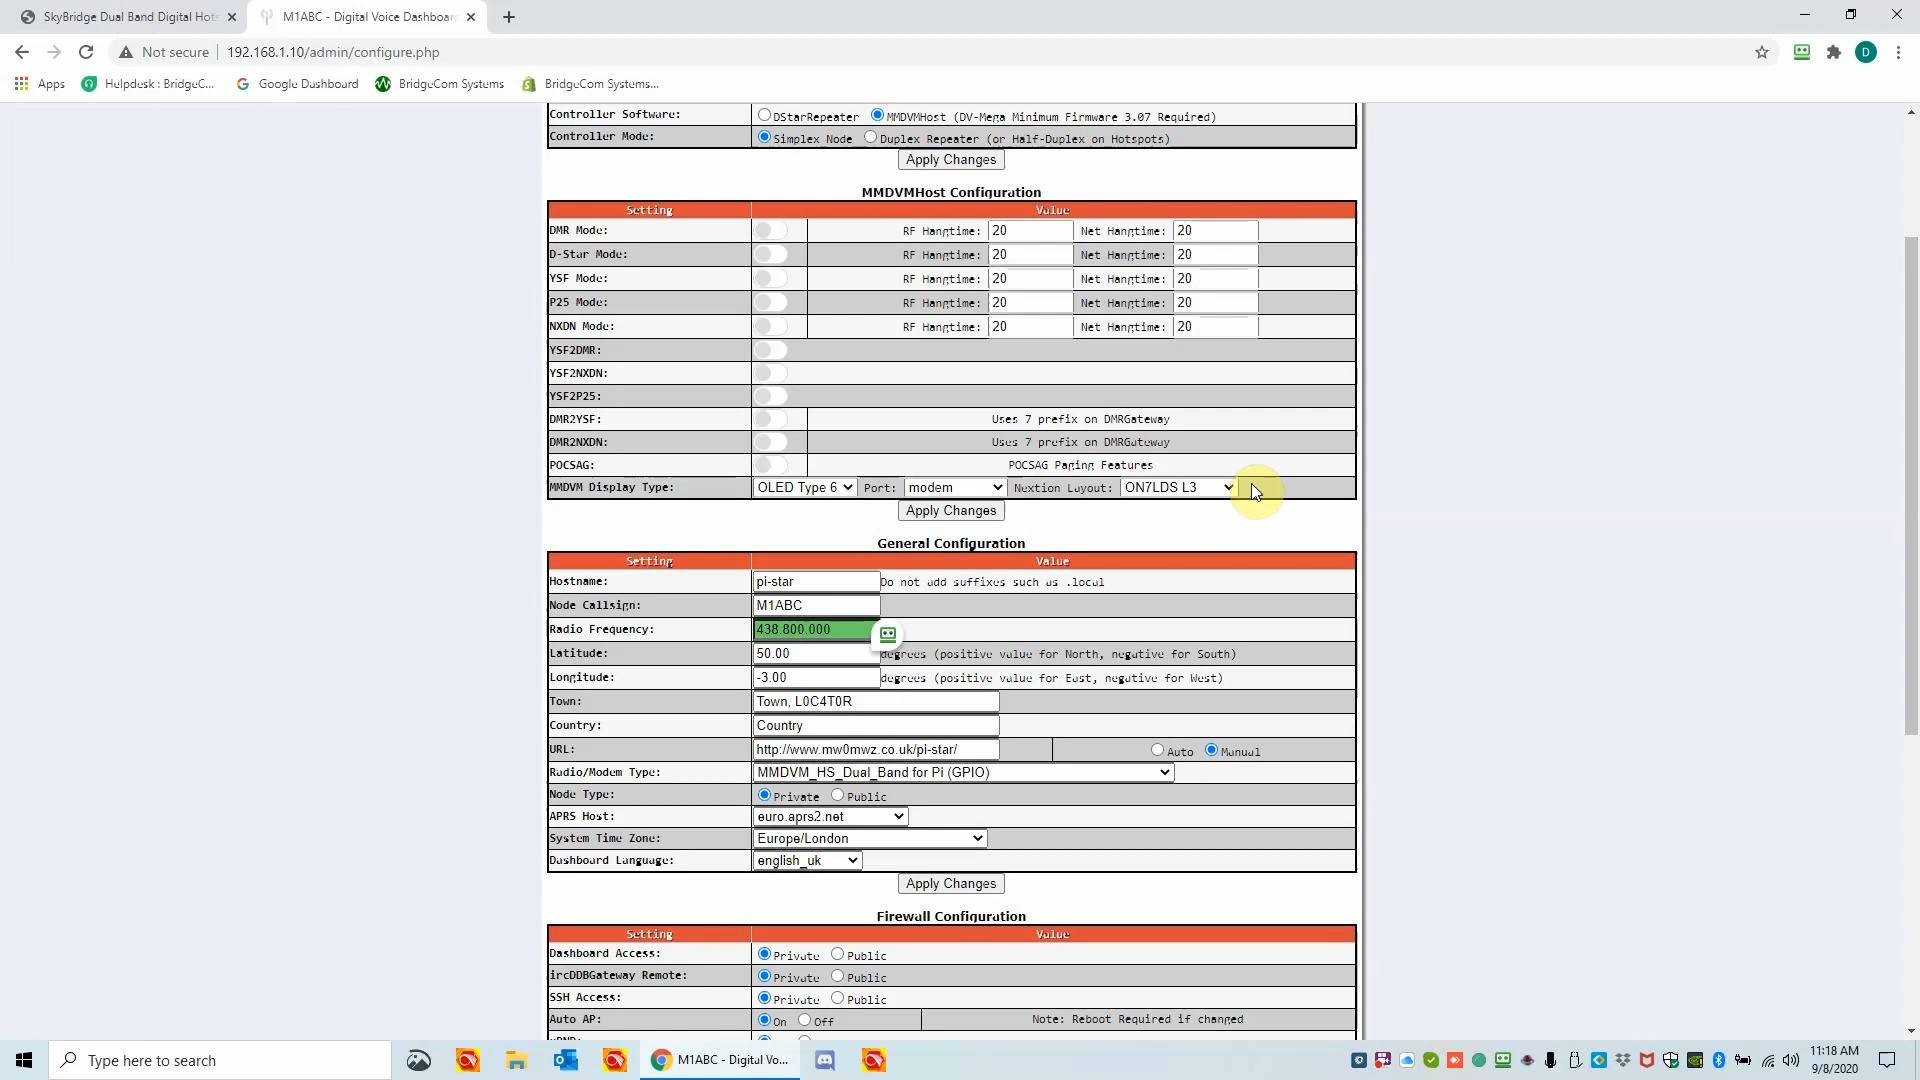 SkyBridge Dual Band Digital Hot
M1ABC - Digital Voice Dashboar
Not secure
192.168.1.10/admin/configure.php
D
Apps
Helpdesk : BridgeC...
Google Dashboard
BridgeCom Systems
BridgeCom Systems...
Controller Software: DStarRepeater MMDVMHost (DV-Mega Minimum Firmware 3.07 Required)
Controller Mode: Simplex Node Duplex Repeater (or Half-Duplex on Hotspots)
Apply Changes
MMDVMHost Configuration
Setting Value
DMR Mode: RF Hangtime: 20 Net Hangtime: 20
D-Star Mode: RF Hangtime: 20 Net Hangtime: 20
YSF Mode: RF Hangtime: 20 Net Hangtime: 20
P25 Mode: RF Hangtime: 20 Net Hangtime: 20
NXDN Mode: RF Hangtime: 20 Net Hangtime: 20
YSF2DMR:
YSF2NXDN:
YSF2P25:
DMR2YSF: Uses 7 prefix on DMRGateway
DMR2NXDN: Uses 7 prefix on DMRGateway
POCSAG: POCSAG Paging Features
MMDVM Display Type: OLED Type 6 Port: modem Nextion Layout: ON7LDS L3
Apply Changes
General Configuration
Setting Value
Hostname: pi-star Do not add suffixes such as .local
Node Callsign: M1ABC
Radio Frequency: 438.800.000
Latitude: 50.00 degrees (positive value for North, negative for South)
Longitude: -3.00 degrees (positive value for East, negative for West)
Town: Town, L0C4T0R
Country: Country
URL: http://www.mw0mwz.co.uk/pi-star/ Auto Manual
Radio/Modem Type: MMDVM_HS_Dual_Band for Pi (GPIO)
Node Type: Private Public
APRS Host: euro.aprs2.net
System Time Zone: Europe/London
Dashboard Language: english_uk
Apply Changes
Firewall Configuration
Setting Value
Dashboard Access: Private Public
ircDDBGateway Remote: Private Public
SSH Access: Private Public
Auto AP: On Off Note: Reboot Required if changed
Type here to search
M1ABC - Digital Vo...
11:18 AM
9/8/2020